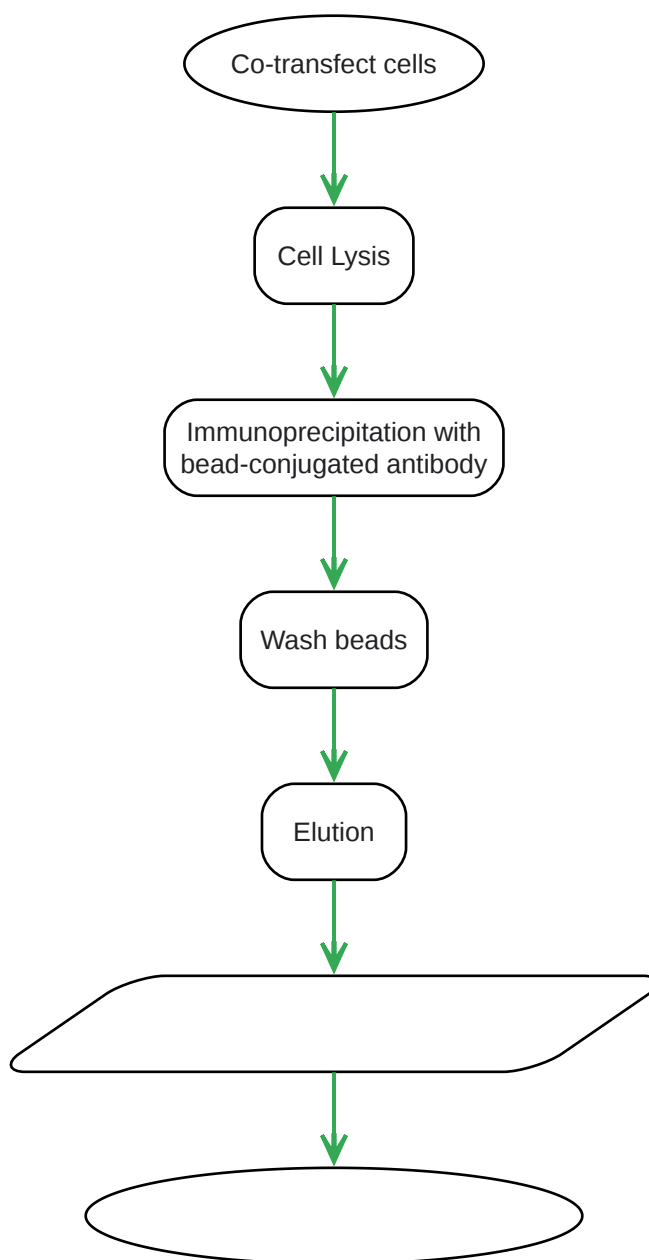 Co-transfect cells
Cell Lysis
Immunoprecipitation with
bead-conjugated antibody
Wash beads
Elution